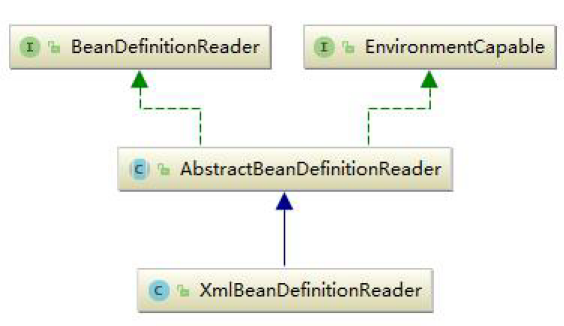 I BeanDefinitionReader
I EnvironmentCapable
C AbstractBeanDefinitionReader
C XmlBeanDefinitionReader